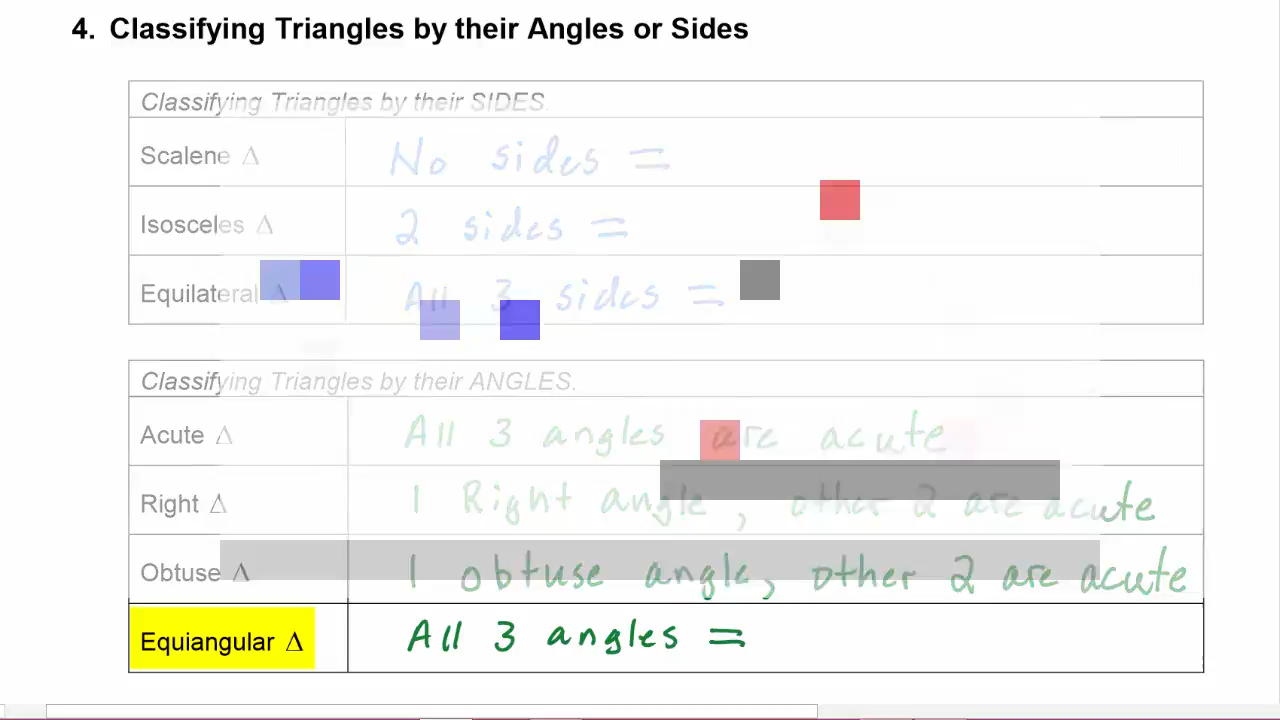 4. Classifying Triangles by their Angles or Sides
Classifying Triangles by their SIDES.
Scalene Δ No sides =
Isosceles Δ 2 sides =
Equilateral Δ All 3 sides =
Classifying Triangles by their ANGLES.
Acute Δ All 3 angles are acute
Right Δ 1 Right angle, other 2 are acute
Obtuse Δ 1 obtuse angle, other 2 are acute
Equiangular Δ All 3 angles =